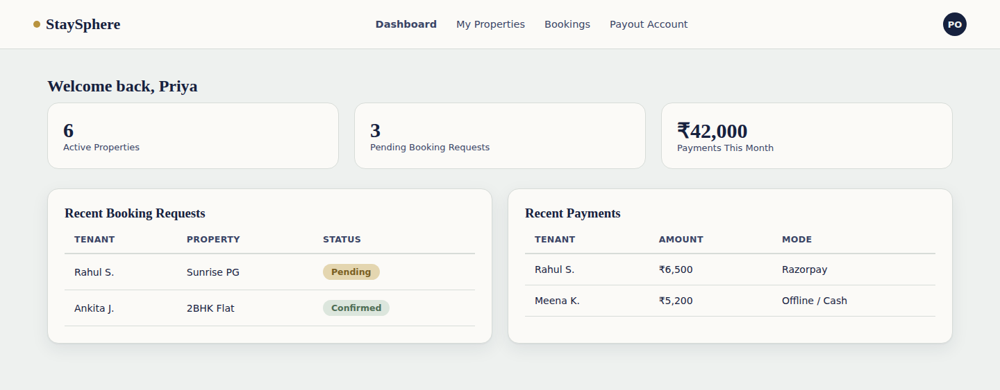 StaySphere
Dashboard My Properties Bookings Payout Account
PO
Welcome back, Priya
6
Active Properties
3
Pending Booking Requests
₹42,000
Payments This Month
Recent Booking Requests
TENANT PROPERTY STATUS
Rahul S. Sunrise PG Pending
Ankita J. 2BHK Flat Confirmed
Recent Payments
TENANT AMOUNT MODE
Rahul S. ₹6,500 Razorpay
Meena K. ₹5,200 Offline / Cash